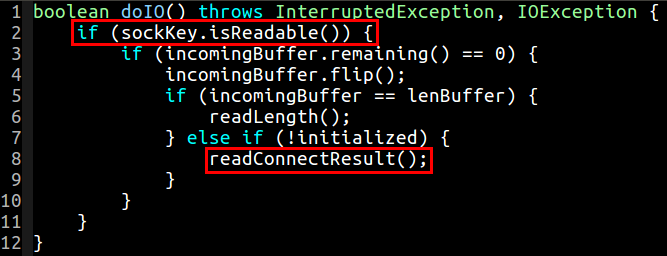 1 boolean doIO() throws InterruptedException, IOException {
2     if (sockKey.isReadable()) {
3         if (incomingBuffer.remaining() == 0) {
4             incomingBuffer.flip();
5             if (incomingBuffer == lenBuffer) {
6                 readLength();
7             } else if (!initialized) {
8                 readConnectResult();
9             }
10         }
11     }
12 }